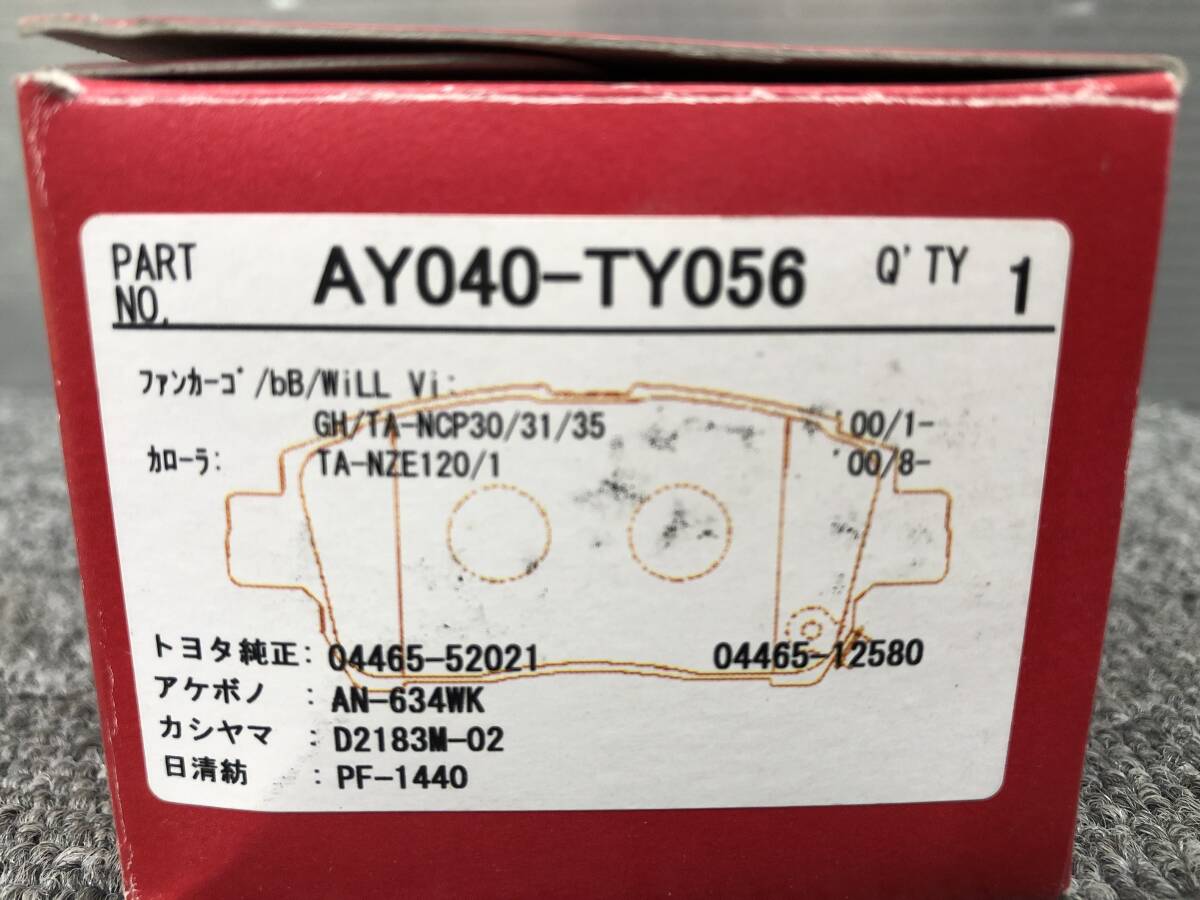 PART NO. AY040-TY056 Q'TY 1
ﾌｧﾝｶｰｺﾞ/bB/WiLL Vi:
GH/TA-NCP30/31/35 '00/1-
ｶﾛｰﾗ: TA-NZE120/1 '00/8-
トヨタ純正: 04465-52021 04465-12580
アケボノ : AN-634WK
カシヤマ : D2183M-02
日清紡 : PF-1440